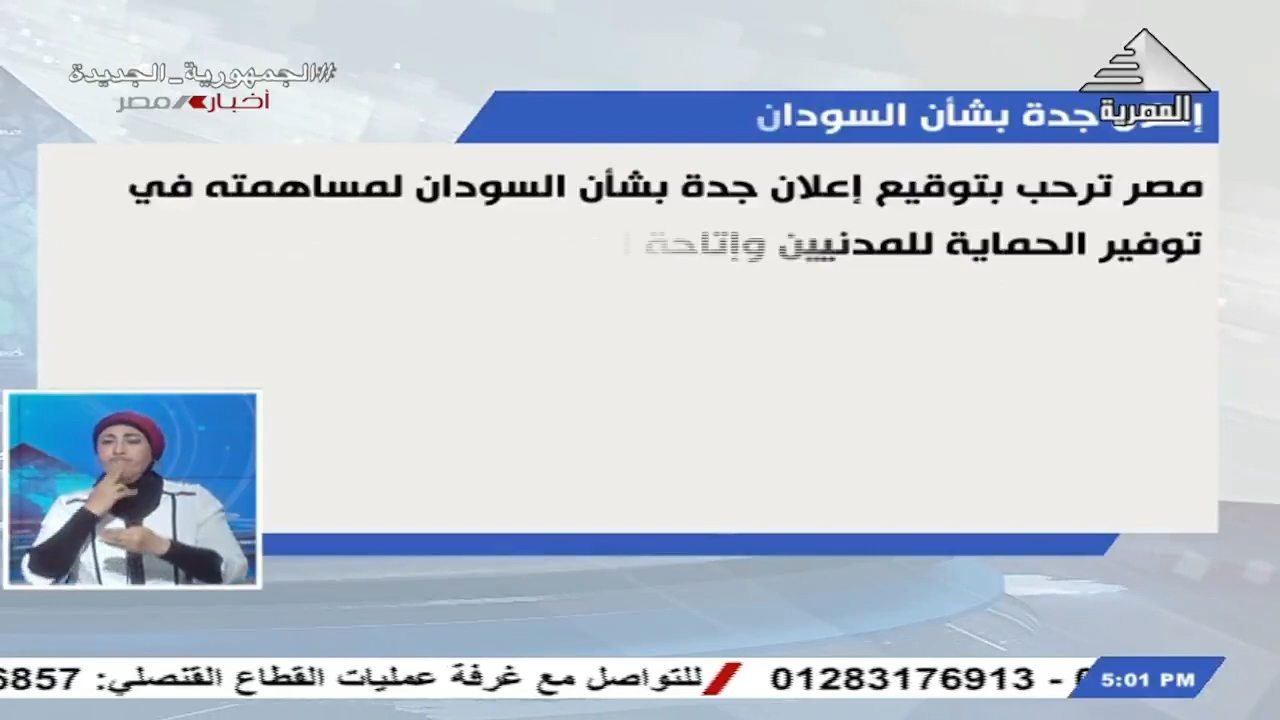 #الجمهورية_الجديدة
أخبار مصر
المصرية
جدة بشأن السودان
مصر ترحب بتوقيع إعلان جدة بشأن السودان لمساهمته في
توفير الحماية للمدنيين وإتاحة
01283176913 - للتواصل مع غرفة عمليات القطاع القنصلي: 6857
5:01 PM